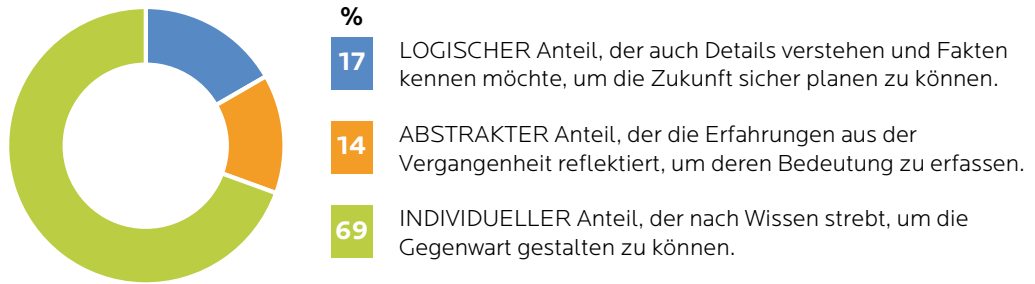 %
17 LOGISCHER Anteil, der auch Details verstehen und Fakten
kennen möchte, um die Zukunft sicher planen zu können.
14 ABSTRAKTER Anteil, der die Erfahrungen aus der
Vergangenheit reflektiert, um deren Bedeutung zu erfassen.
69 INDIVIDUELLER Anteil, der nach Wissen strebt, um die
Gegenwart gestalten zu können.